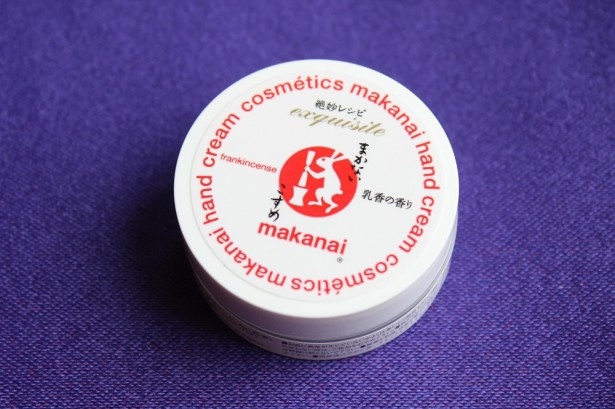 cosmétics makanai hand cream cosmétics makanai hand cream
絶妙レシピ
exquisite
まかない
こすめ
frankincense
乳香の香り
makanai
®